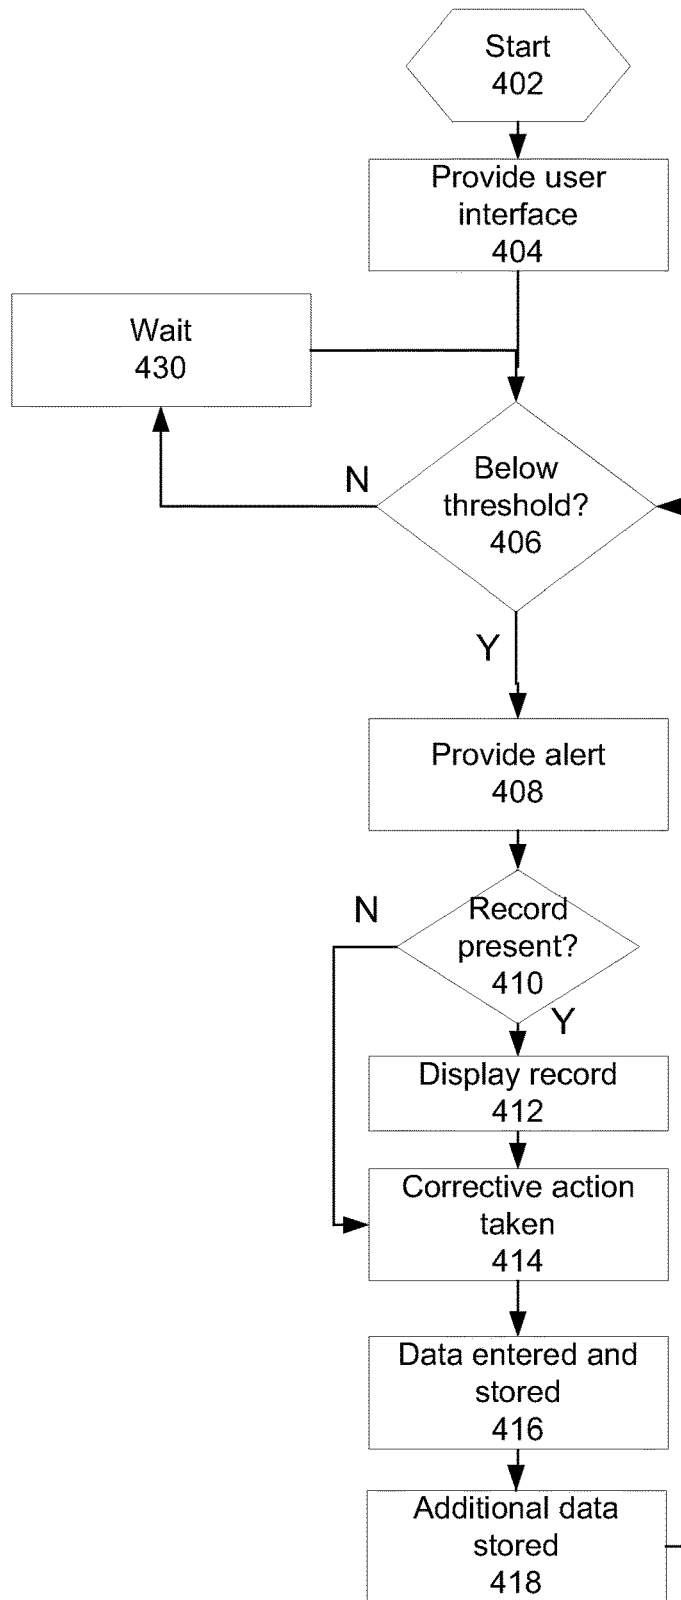 Start
402
Provide user
interface
404
Wait
430
N
Below
threshold?
406
Y
Provide alert
408
N
Record
present?
410
Y
Display record
412
Corrective action
taken
414
Data entered and
stored
416
Additional data
stored
418